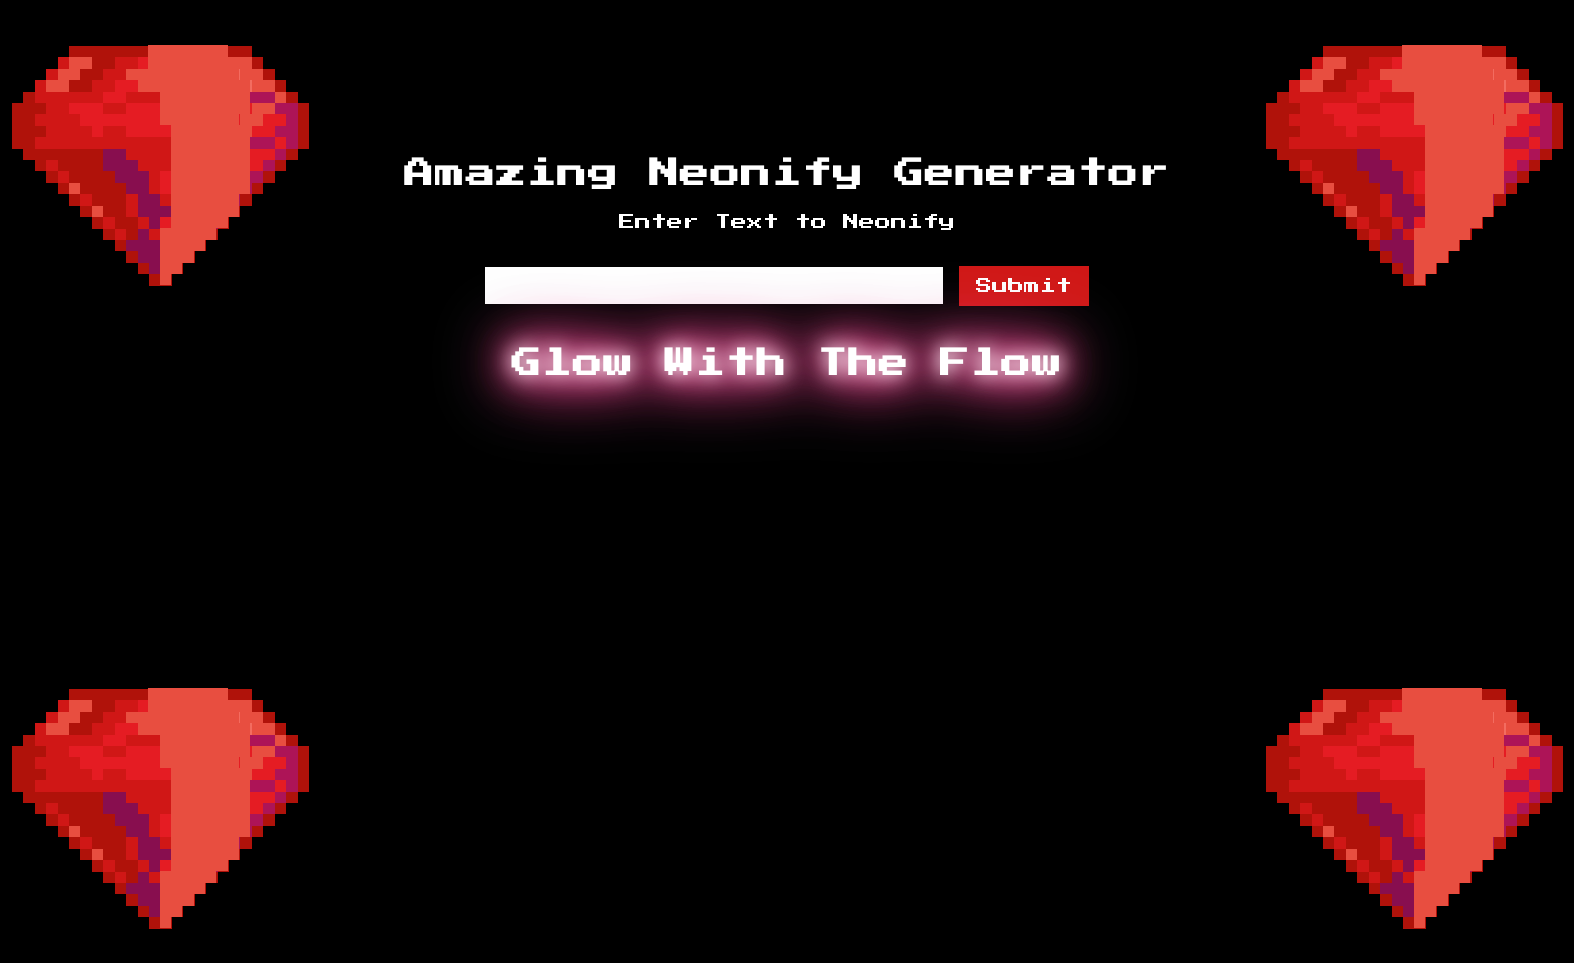 Amazing Neonify Generator
Enter Text to Neonify
Submit
Glow With The Flow